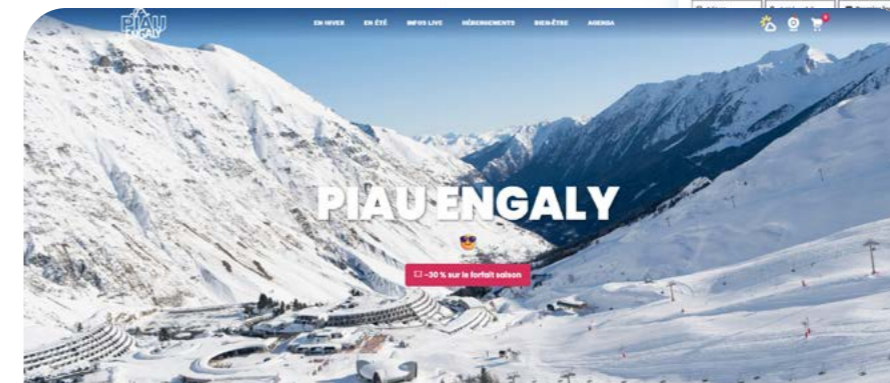 PIAU
ENGALY
EN HIVER EN ÉTÉ INFOS LIVE HÉBERGEMENTS BIEN-ÊTRE AGENDA
PIAU ENGALY
-30 % sur le forfait saison